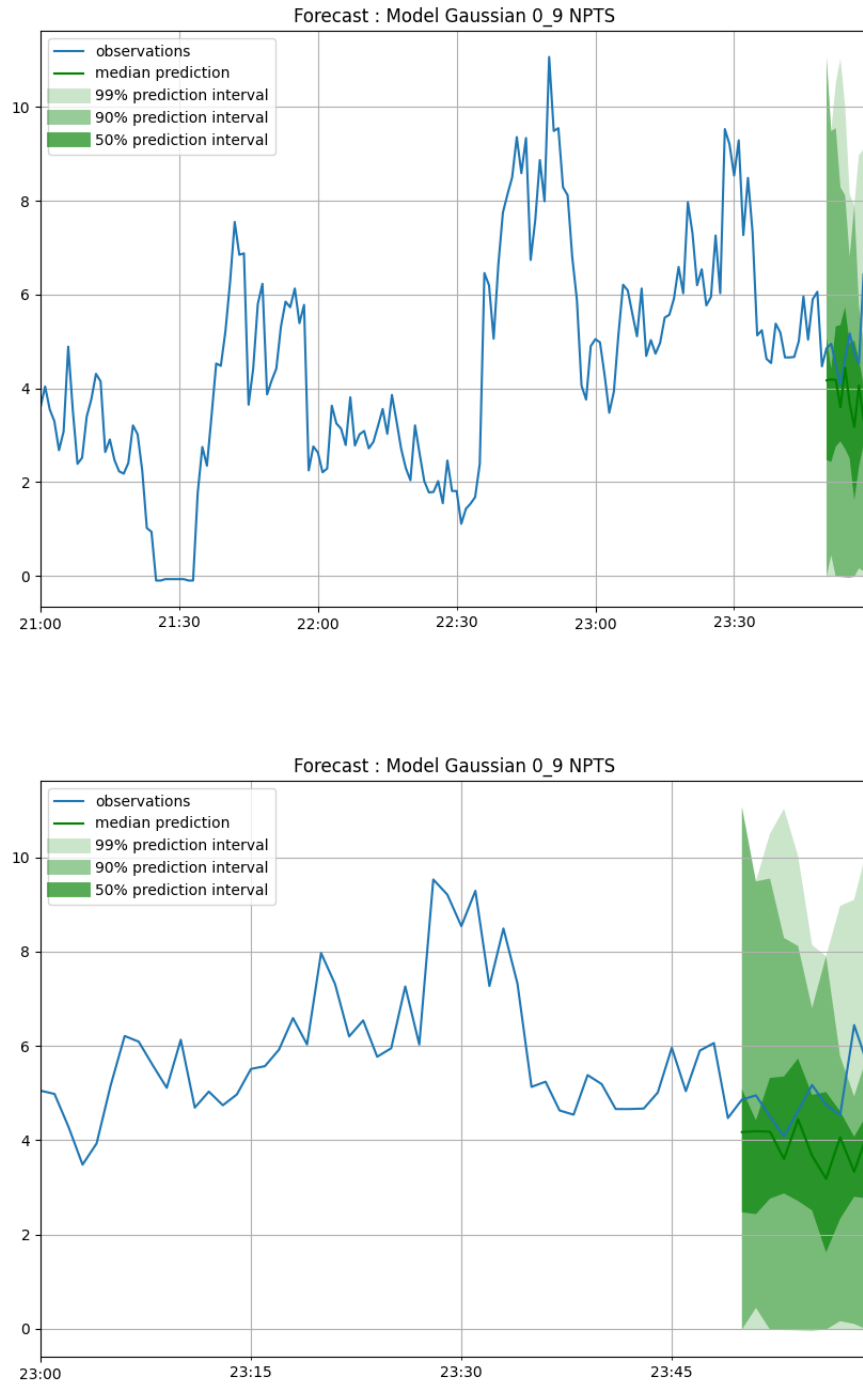 Forecast : Model Gaussian 0_9 NPTS
observations
median prediction
99% prediction interval
90% prediction interval
50% prediction interval
10
8
6
4
2
0
21:00 21:30 22:00 22:30 23:00 23:30
Forecast : Model Gaussian 0_9 NPTS
observations
median prediction
99% prediction interval
90% prediction interval
50% prediction interval
10
8
6
4
2
0
23:00 23:15 23:30 23:45